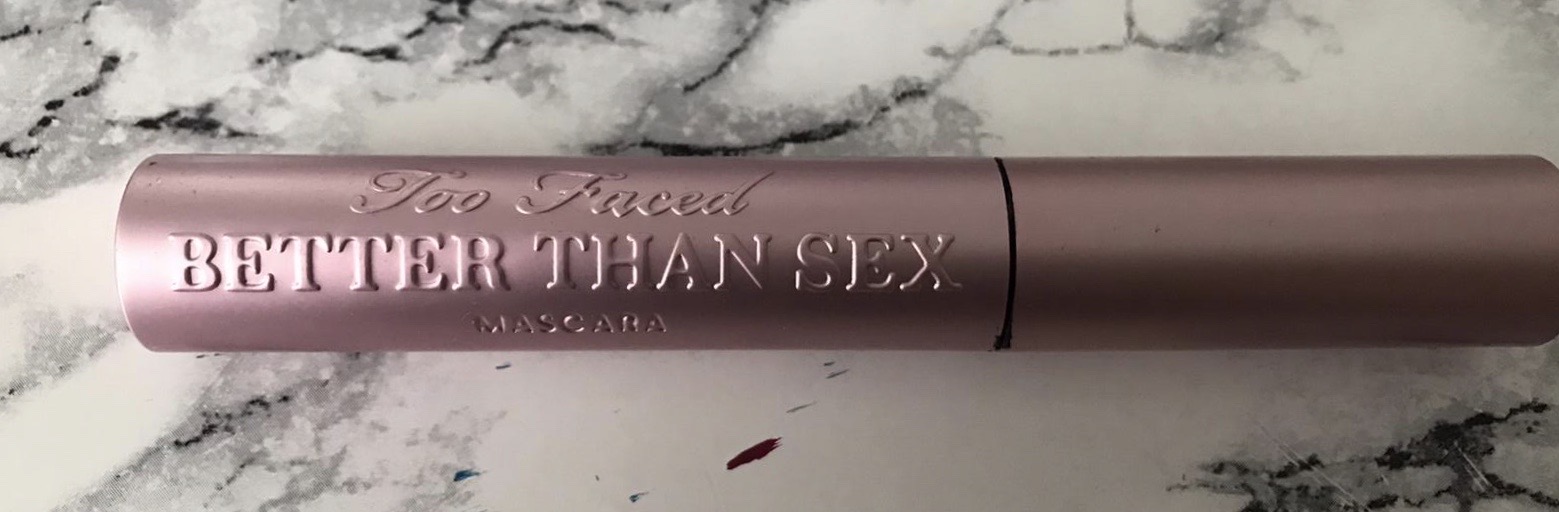 Too Faced
BETTER THAN SEX
MASCARA